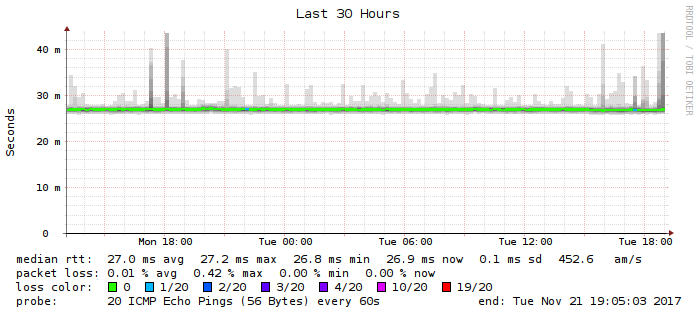 Last 30 Hours
RRDTOOL / TOBI OETIKER
Seconds
40 m
30 m
20 m
10 m
0
Mon 18:00 Tue 00:00 Tue 06:00 Tue 12:00 Tue 18:00
median rtt: 27.0 ms avg 27.2 ms max 26.8 ms min 26.9 ms now 0.1 ms sd 452.6 am/s
packet loss: 0.01 % avg 0.42 % max 0.00 % min 0.00 % now
loss color: 0 1/20 2/20 3/20 4/20 10/20 19/20
probe: 20 ICMP Echo Pings (56 Bytes) every 60s end: Tue Nov 21 19:05:03 2017